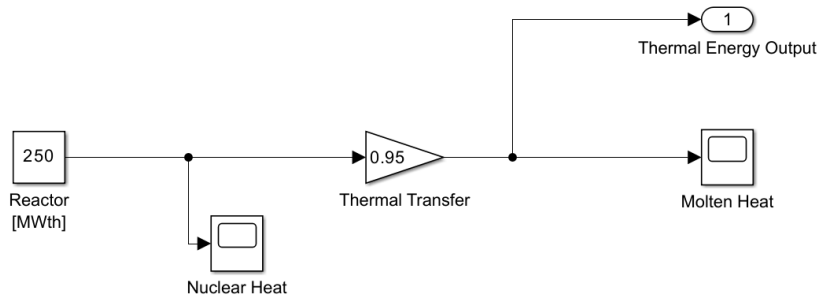 1
Thermal Energy Output
250
0.95
Reactor
[MWth]
Thermal Transfer
Molten Heat
Nuclear Heat